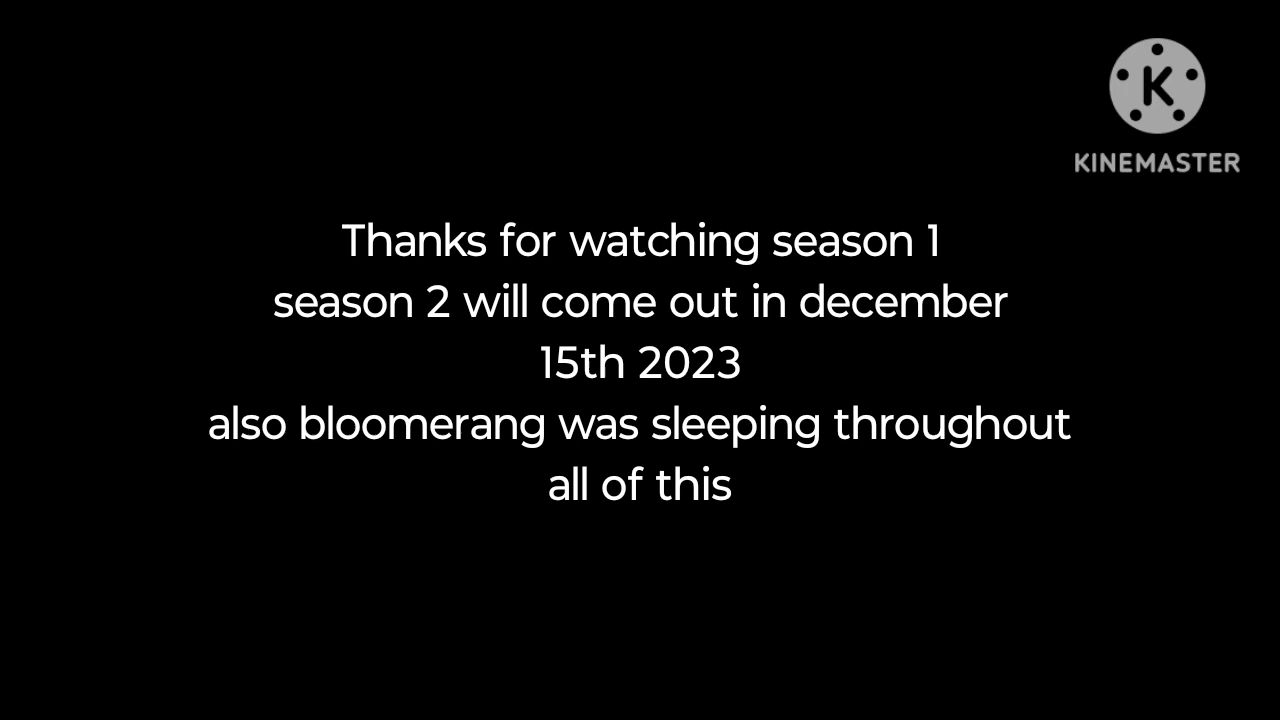 K
KINEMASTER
Thanks for watching season 1
season 2 will come out in december
15th 2023
also bloomerang was sleeping throughout
all of this